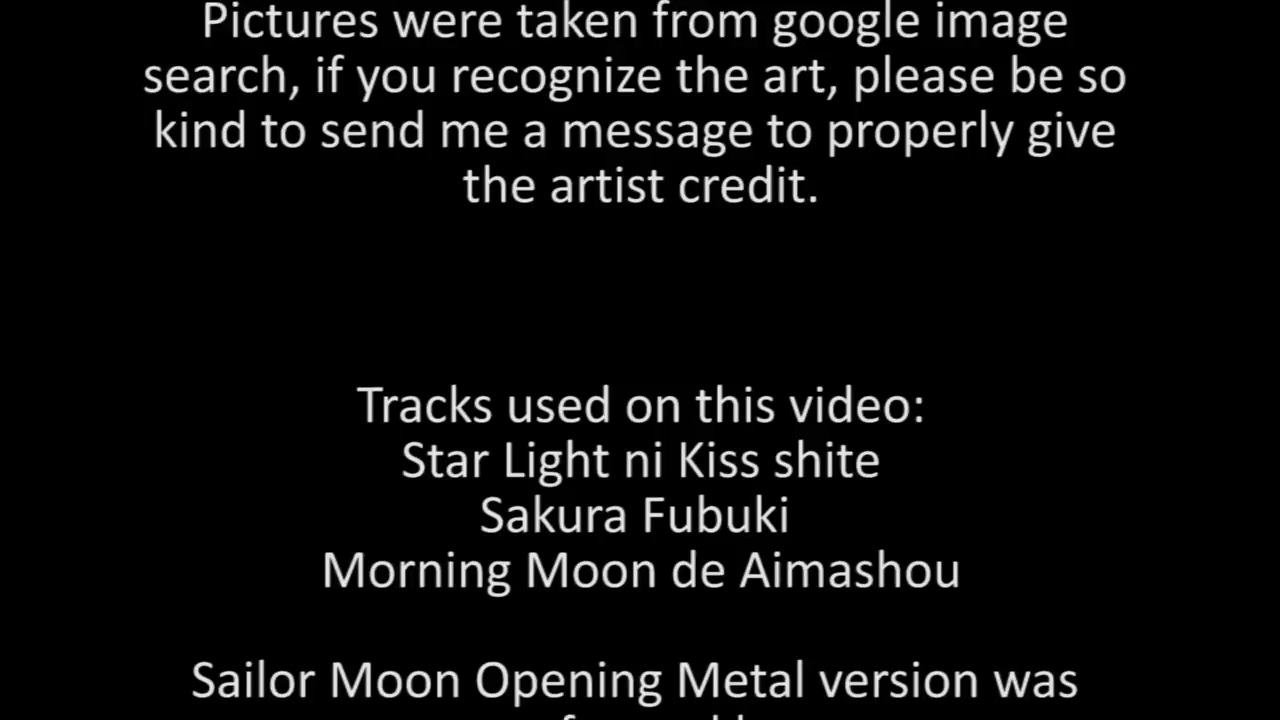 Pictures were taken from google image
search, if you recognize the art, please be so
kind to send me a message to properly give
the artist credit.
Tracks used on this video:
Star Light ni Kiss shite
Sakura Fubuki
Morning Moon de Aimashou
Sailor Moon Opening Metal version was